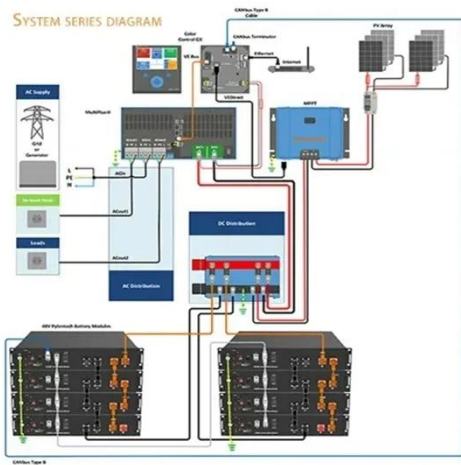 SYSTEM SERIES DIAGRAM
CANbus Type B
Cable
Color
Control GX
CANbus Terminator
PV Array
VE.Bus
Ethernet
Internet
AC Supply
VE.Direct
MPPT
MultiPlus-II
Grid
or
Generator
L
PE
N
ACin
ACout1
Loads
DC Distribution
ACout2
AC Distribution
48V Pylontech Battery Modules
CANbus Type B